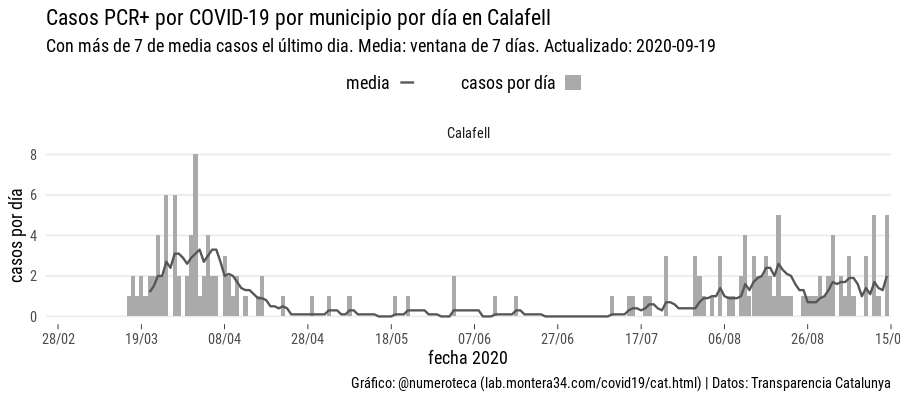 Casos PCR+ por COVID-19 por municipio por día en Calafell
Con más de 7 de media casos el último dia. Media: ventana de 7 días. Actualizado: 2020-09-19
media casos por día
Calafell
casos por día
8
6
4
2
0
28/02 19/03 08/04 28/04 18/05 07/06 27/06 17/07 06/08 26/08 15/0
fecha 2020
Gráfico: @numeroteca (lab.montera34.com/covid19/cat.html) | Datos: Transparencia Catalunya